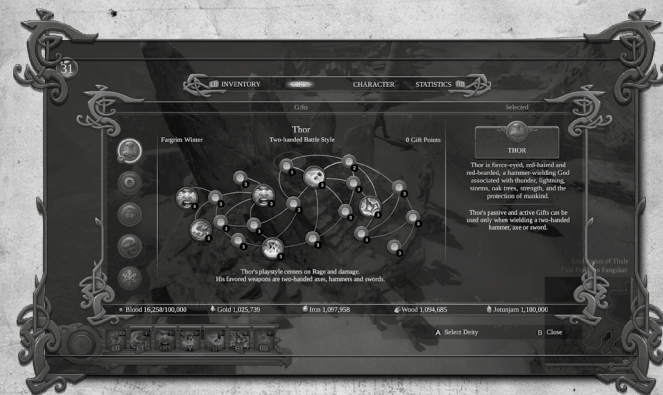 31
INVENTORY
GIFTS
CHARACTER
STATISTICS
Gifts
Selected
Fargrim Winter
Thor
Two-handed Battle Style
0 Gift Points
THOR
Thor is fierce-eyed, red-haired and
red-bearded, a hammer-wielding God
associated with thunder, lightning,
storms, oak trees, strength, and the
protection of mankind.
Thor's passive and active Gifts can be
used only when wielding a two-handed
hammer, axe or sword.
Thor's playstyle centers on Rage and damage.
His favored weapons are two-handed axes, hammers and swords.
Blood 16,258/100,000
Gold 1,025,739
Iron 1,097,958
Wood 1,094,685
Jotunjam 1,100,000
A Select Deity
B Close